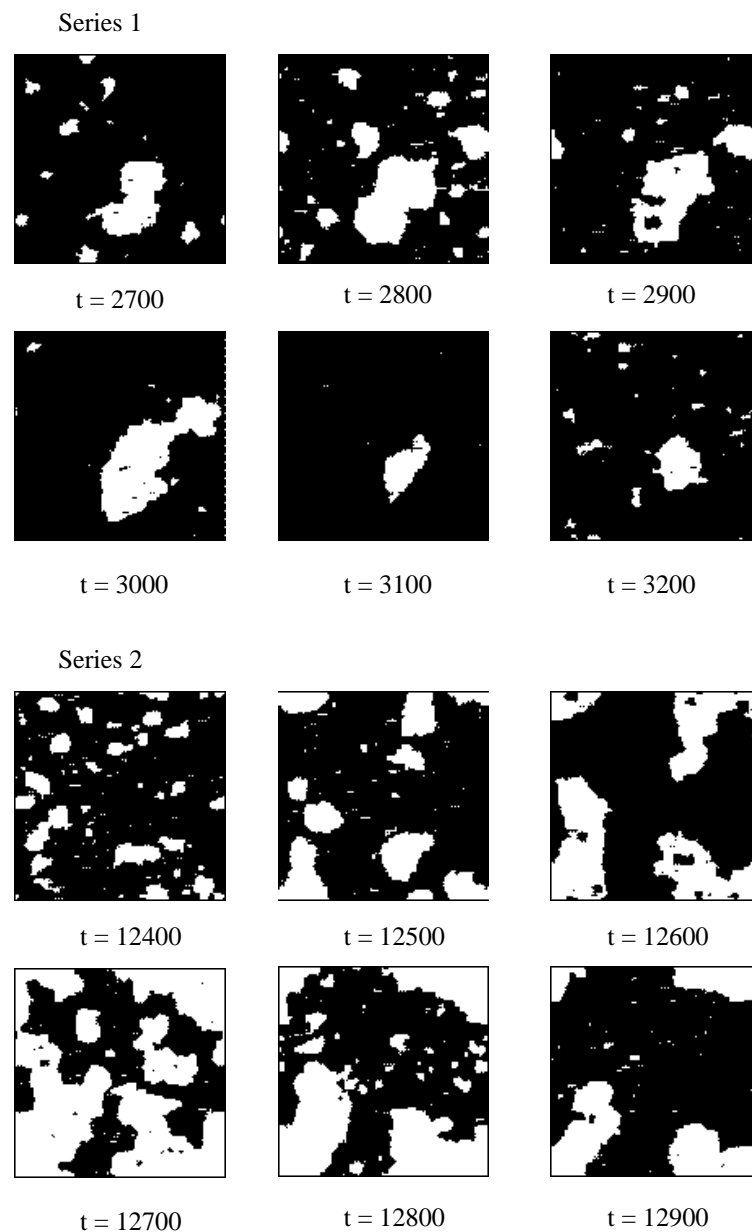 Series 1
t = 2700
t = 2800
t = 2900
t = 3000
t = 3100
t = 3200
Series 2
t = 12400
t = 12500
t = 12600
t = 12700
t = 12800
t = 12900